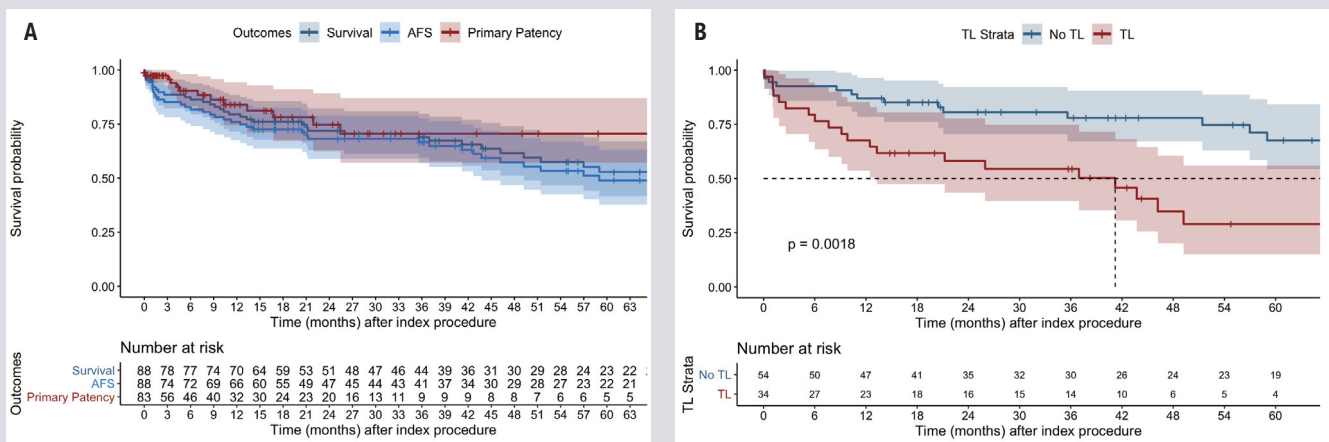 A
Outcomes Survival AFS Primary Patency
Survival probability
1.00
0.75
0.50
0.25
0.00
0 3 6 9 12 15 18 21 24 27 30 33 36 39 42 45 48 51 54 57 60 63
Time (months) after index procedure
Number at risk
Outcomes
Survival 88 78 77 74 70 64 59 53 51 48 47 46 44 39 36 31 30 29 28 24 23 22
AFS 88 74 72 69 66 60 55 49 47 45 44 43 41 37 34 30 29 28 27 23 22 21
Primary Patency 83 56 46 40 32 30 24 23 20 16 13 11 9 9 9 8 8 7 6 6 5 5
0 3 6 9 12 15 18 21 24 27 30 33 36 39 42 45 48 51 54 57 60 63
Time (months) after index procedure
B
TL Strata No TL TL
Survival probability
1.00
0.75
0.50
0.25
0.00
p = 0.0018
0 6 12 18 24 30 36 42 48 54 60
Time (months) after index procedure
Number at risk
TL Strata
No TL 54 50 47 41 35 32 30 26 24 23 19
TL 34 27 23 18 16 15 14 10 6 5 4
0 6 12 18 24 30 36 42 48 54 60
Time (months) after index procedure